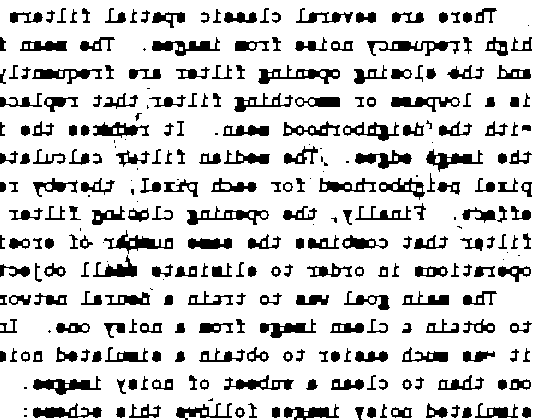 There are several classic spatial filters
high frequency noise from images. The mean f
and the closing opening filter are frequently
is a lowpass or smoothing filter that replace
with the neighborhood mean. It reduces the i
the image edges. The median filter calculate
pixel neighborhood for each pixel, thereby re
effect. Finally, the opening closing filter
filter that combines the same number of erosi
operations in order to eliminate small object
The main goal was to train a neural networ
to obtain a clean image from a noisy one. In
it was much easier to obtain a simulated nois
one than to clean a subset of noisy images.
simulated noisy images follows this scheme: